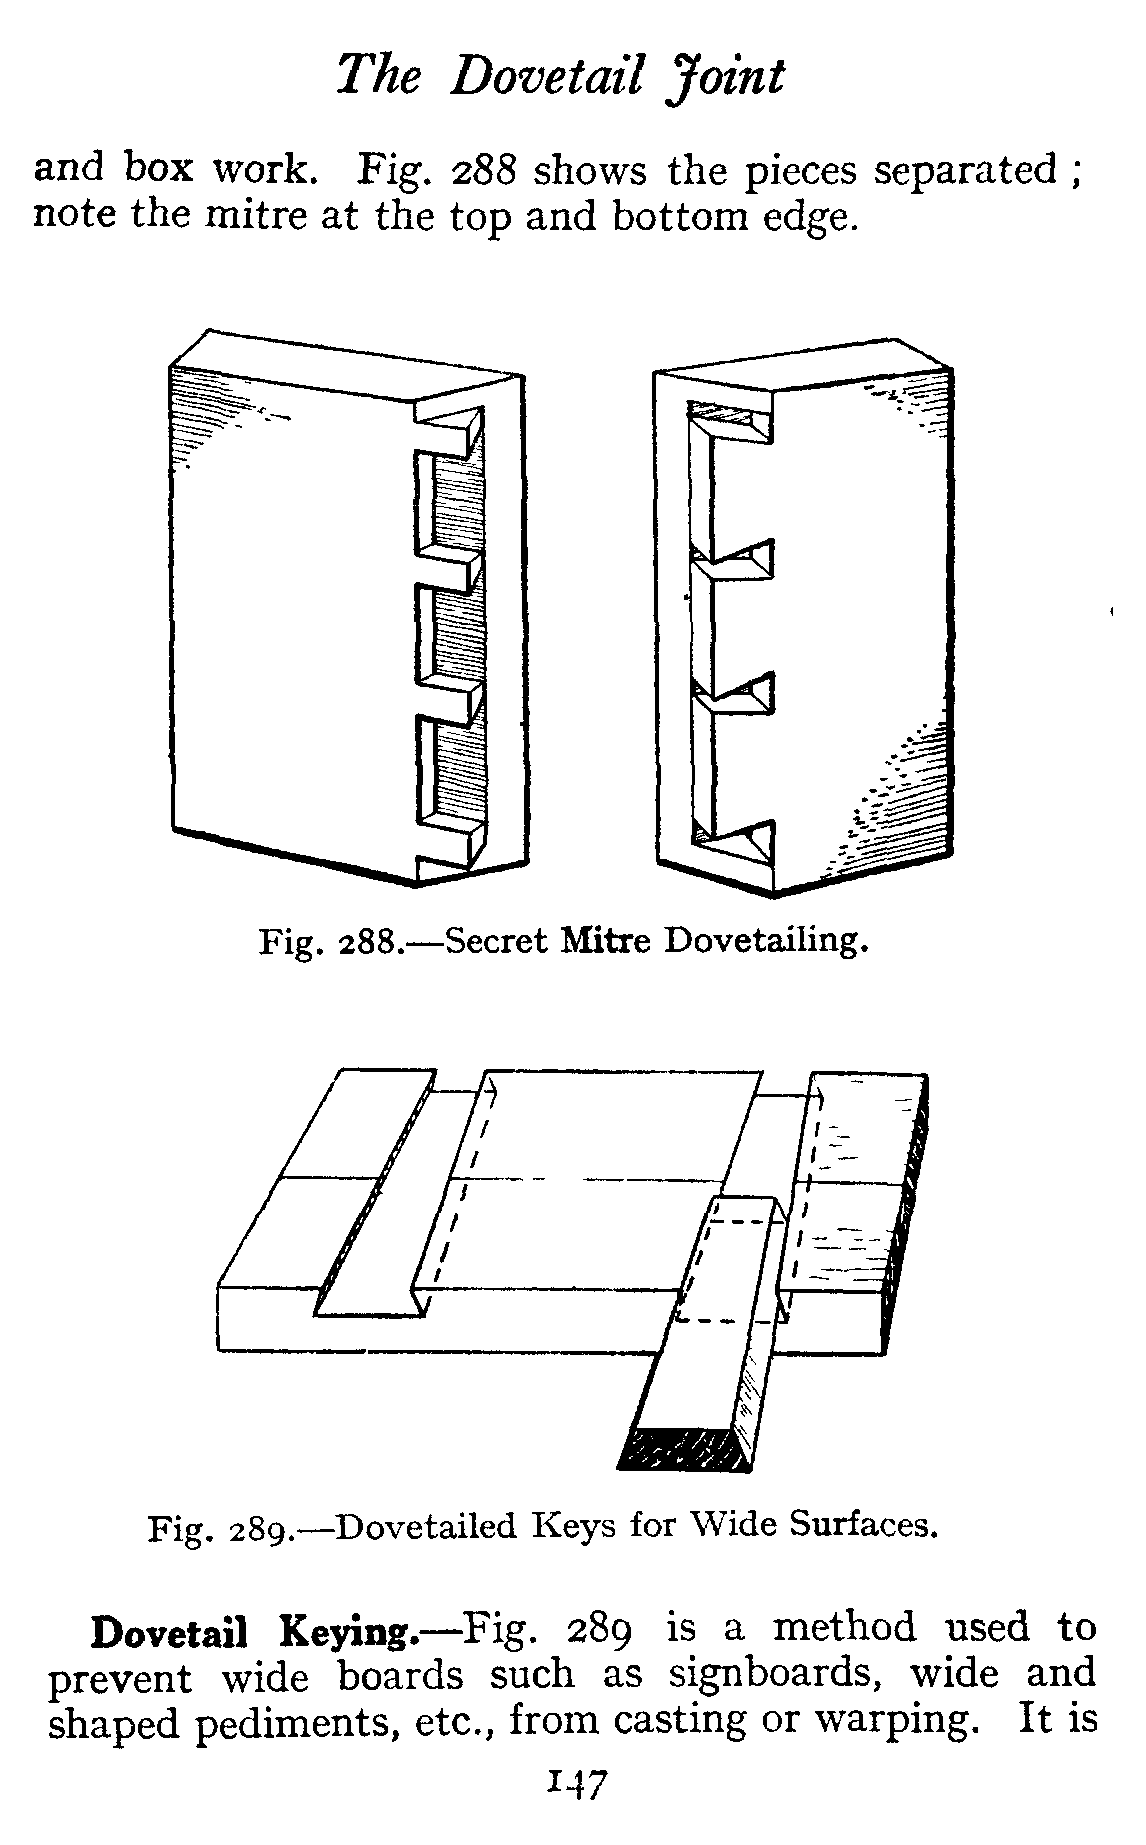 The Dovetail Joint
and box work. Fig. 288 shows the pieces separated ;
note the mitre at the top and bottom edge.
Fig. 288.—Secret Mitre Dovetailing.
Fig. 289.—Dovetailed Keys for Wide Surfaces.
Dovetail Keying.—Fig. 289 is a method used to
prevent wide boards such as signboards, wide and
shaped pediments, etc., from casting or warping. It is
147